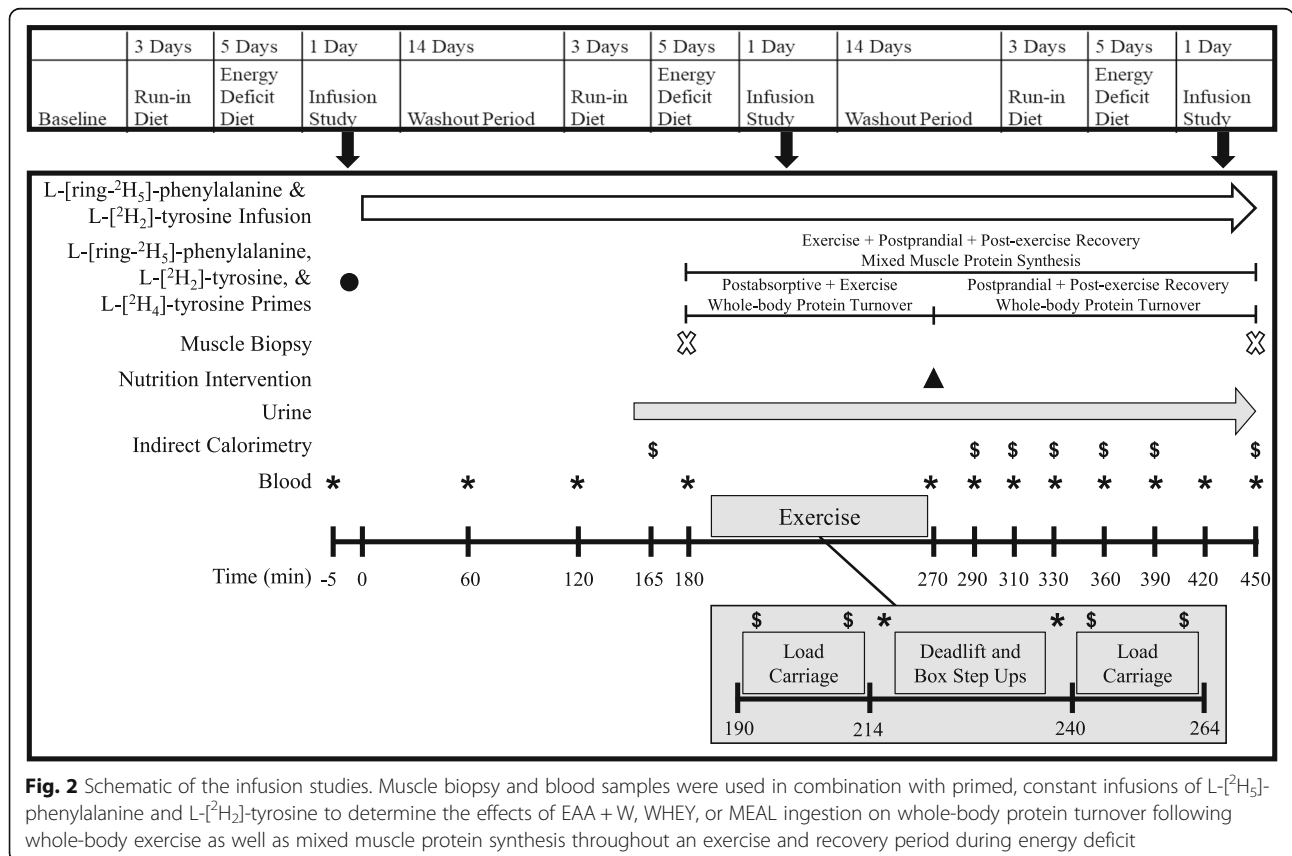 3 Days 5 Days 1 Day 14 Days 3 Days 5 Days 1 Day 14 Days 3 Days 5 Days 1 Day
Baseline Run-in Diet Energy Deficit Diet Infusion Study Washout Period Run-in Diet Energy Deficit Diet Infusion Study Washout Period Run-in Diet Energy Deficit Diet Infusion Study
L-[ring-²H₅]-phenylalanine &
L-[²H₂]-tyrosine Infusion
L-[ring-²H₅]-phenylalanine,
L-[²H₂]-tyrosine, &
L-[²H₄]-tyrosine Primes
Exercise + Postprandial + Post-exercise Recovery
Mixed Muscle Protein Synthesis
Postabsorptive + Exercise
Whole-body Protein Turnover
Postprandial + Post-exercise Recovery
Whole-body Protein Turnover
Muscle Biopsy
Nutrition Intervention
Urine
Indirect Calorimetry $ $ $ $ $ $ $
Blood * * * * * * * * * * * *
Exercise
Time (min) -5 0 60 120 165 180 270 290 310 330 360 390 420 450
$ $ * * $ $
Load
Carriage
Deadlift and
Box Step Ups
Load
Carriage
190 214 240 264
Fig. 2 Schematic of the infusion studies. Muscle biopsy and blood samples were used in combination with primed, constant infusions of L-[²H₅]-
phenylalanine and L-[²H₂]-tyrosine to determine the effects of EAA + W, WHEY, or MEAL ingestion on whole-body protein turnover following
whole-body exercise as well as mixed muscle protein synthesis throughout an exercise and recovery period during energy deficit